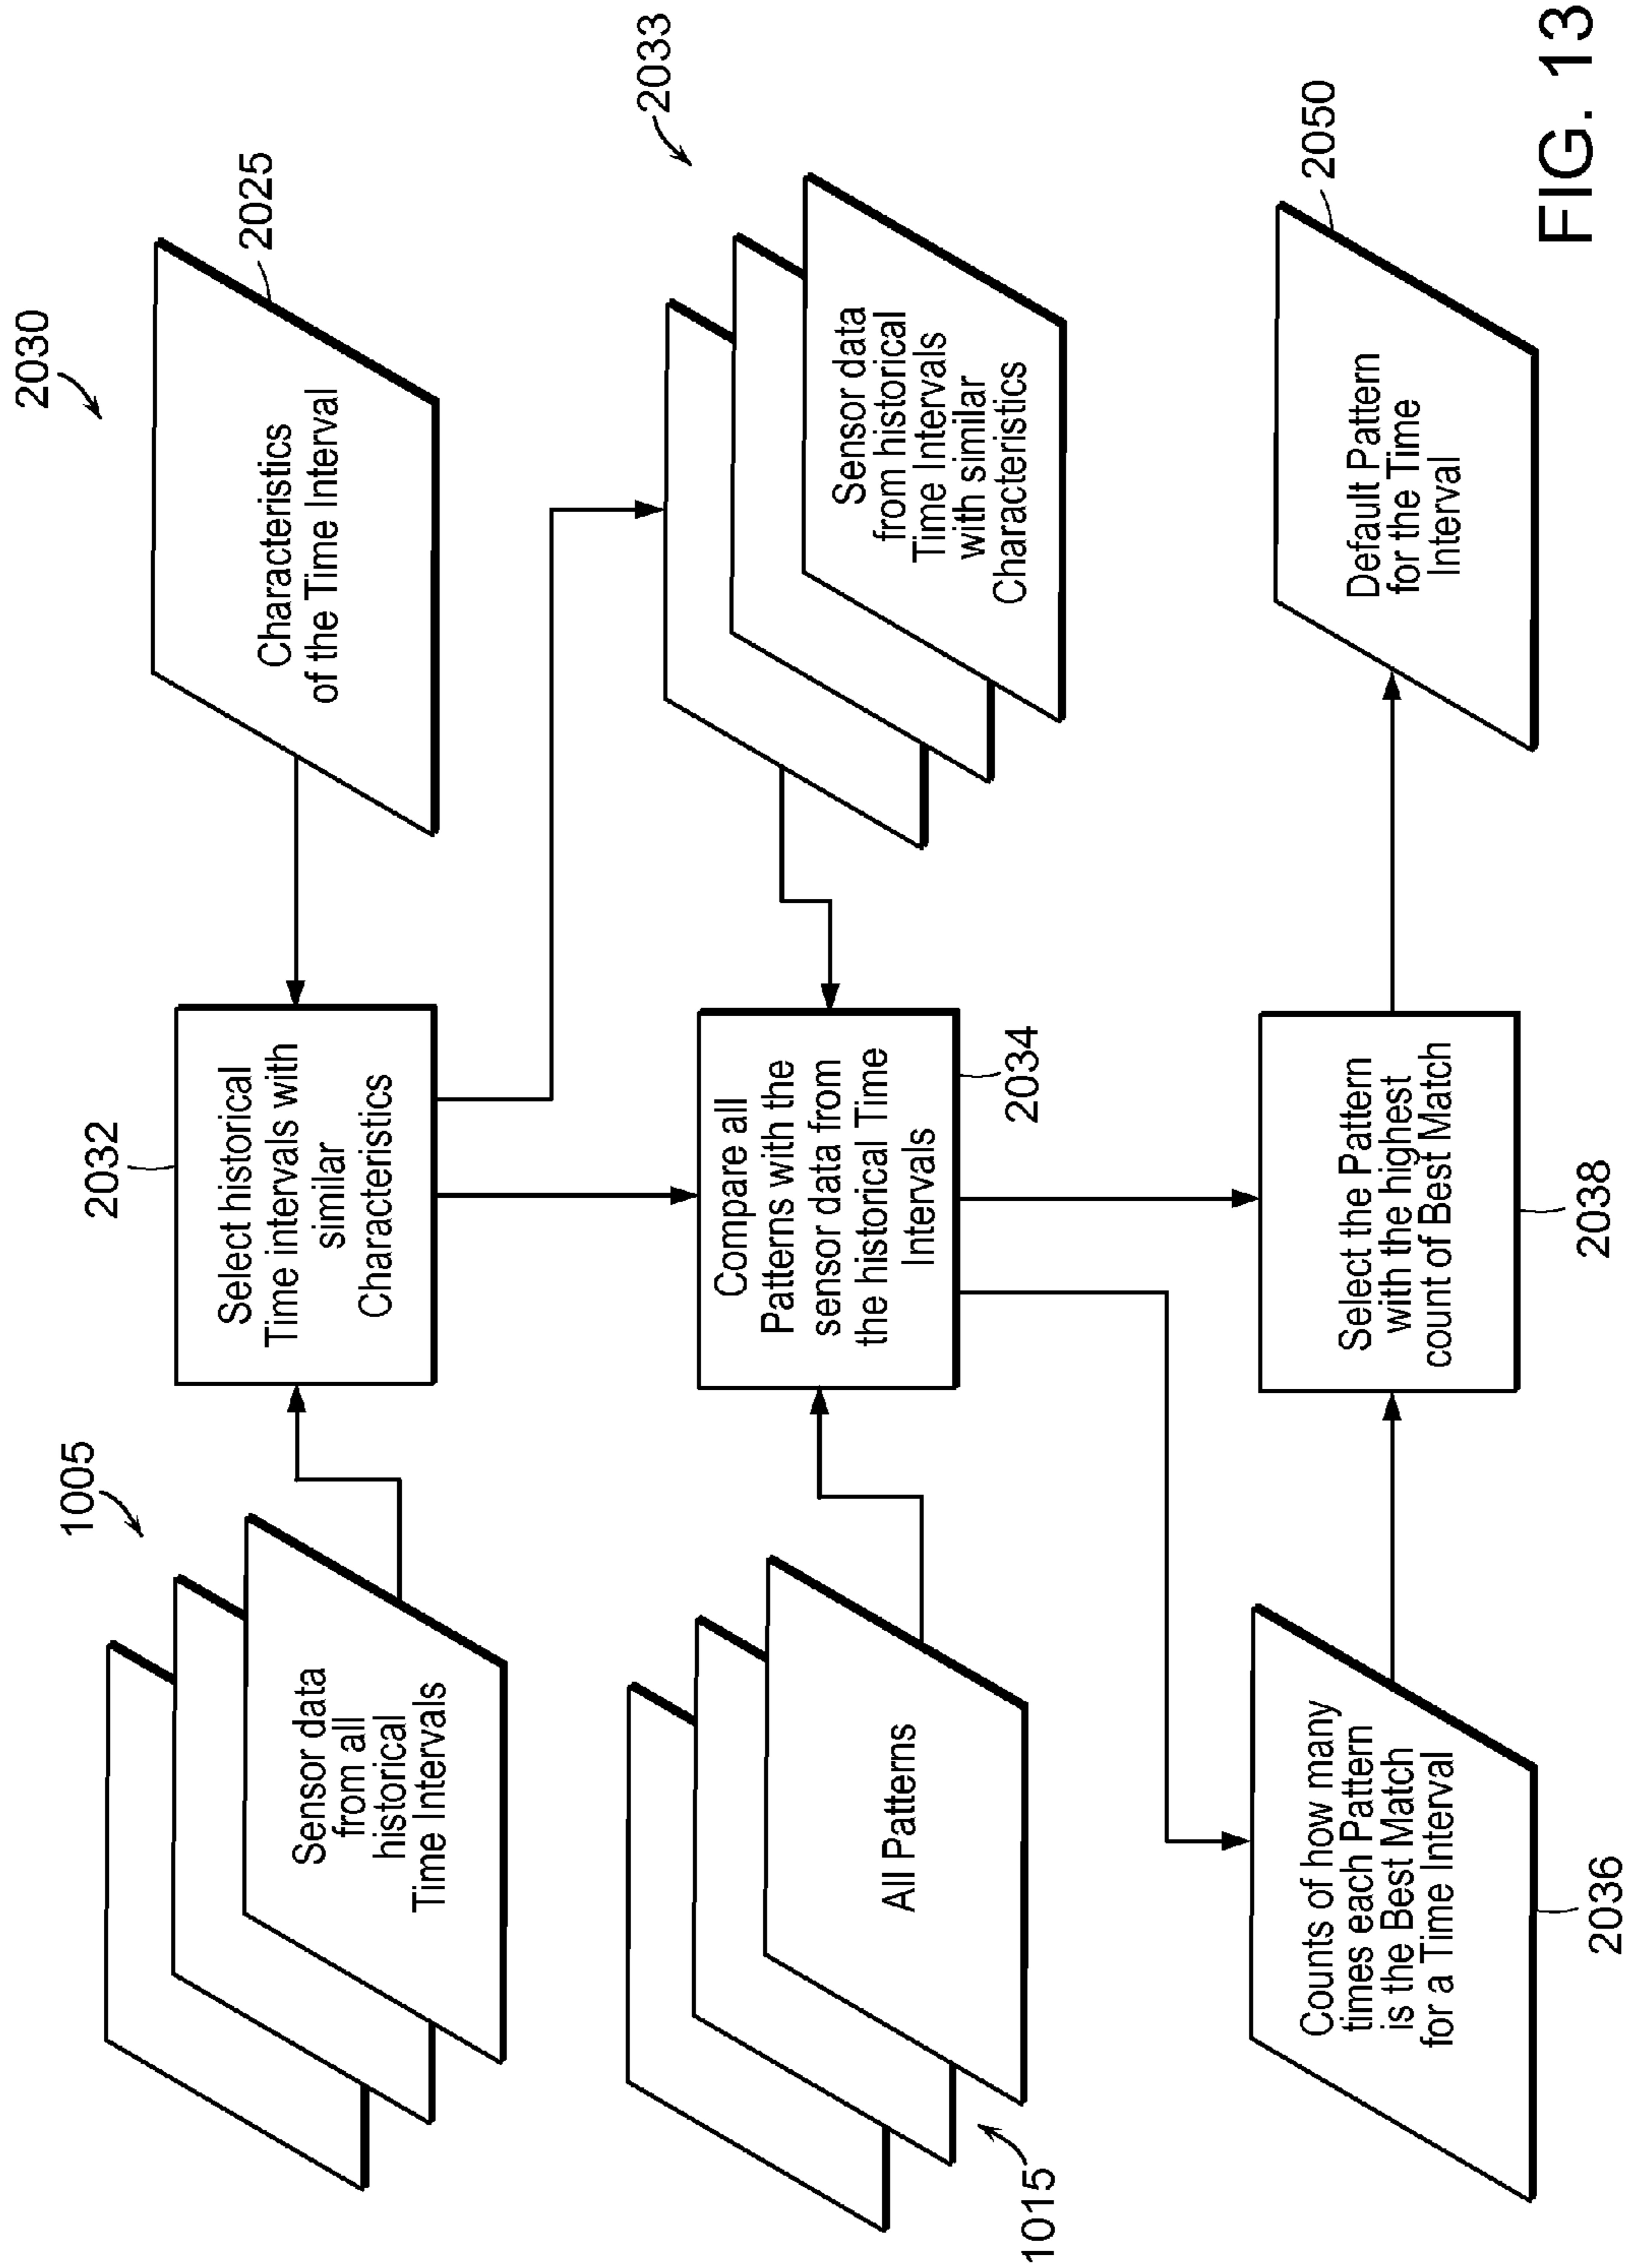 2030
1005
Sensor data
from all
historical
Time Intervals
2032
Select historical
Time intervals with
similar
Characteristics
Characteristics
of the Time Interval
2025
2033
All Patterns
1015
Compare all
Patterns with the
sensor data from
the historical Time
Intervals
2034
Sensor data
from historical
Time Intervals
with similar
Characteristics
Counts of how many
times each Pattern
is the Best Match
for a Time Interval
2036
Select the Pattern
with the highest
count of Best Match
2038
Default Pattern
for the Time
Interval
2050
FIG. 13